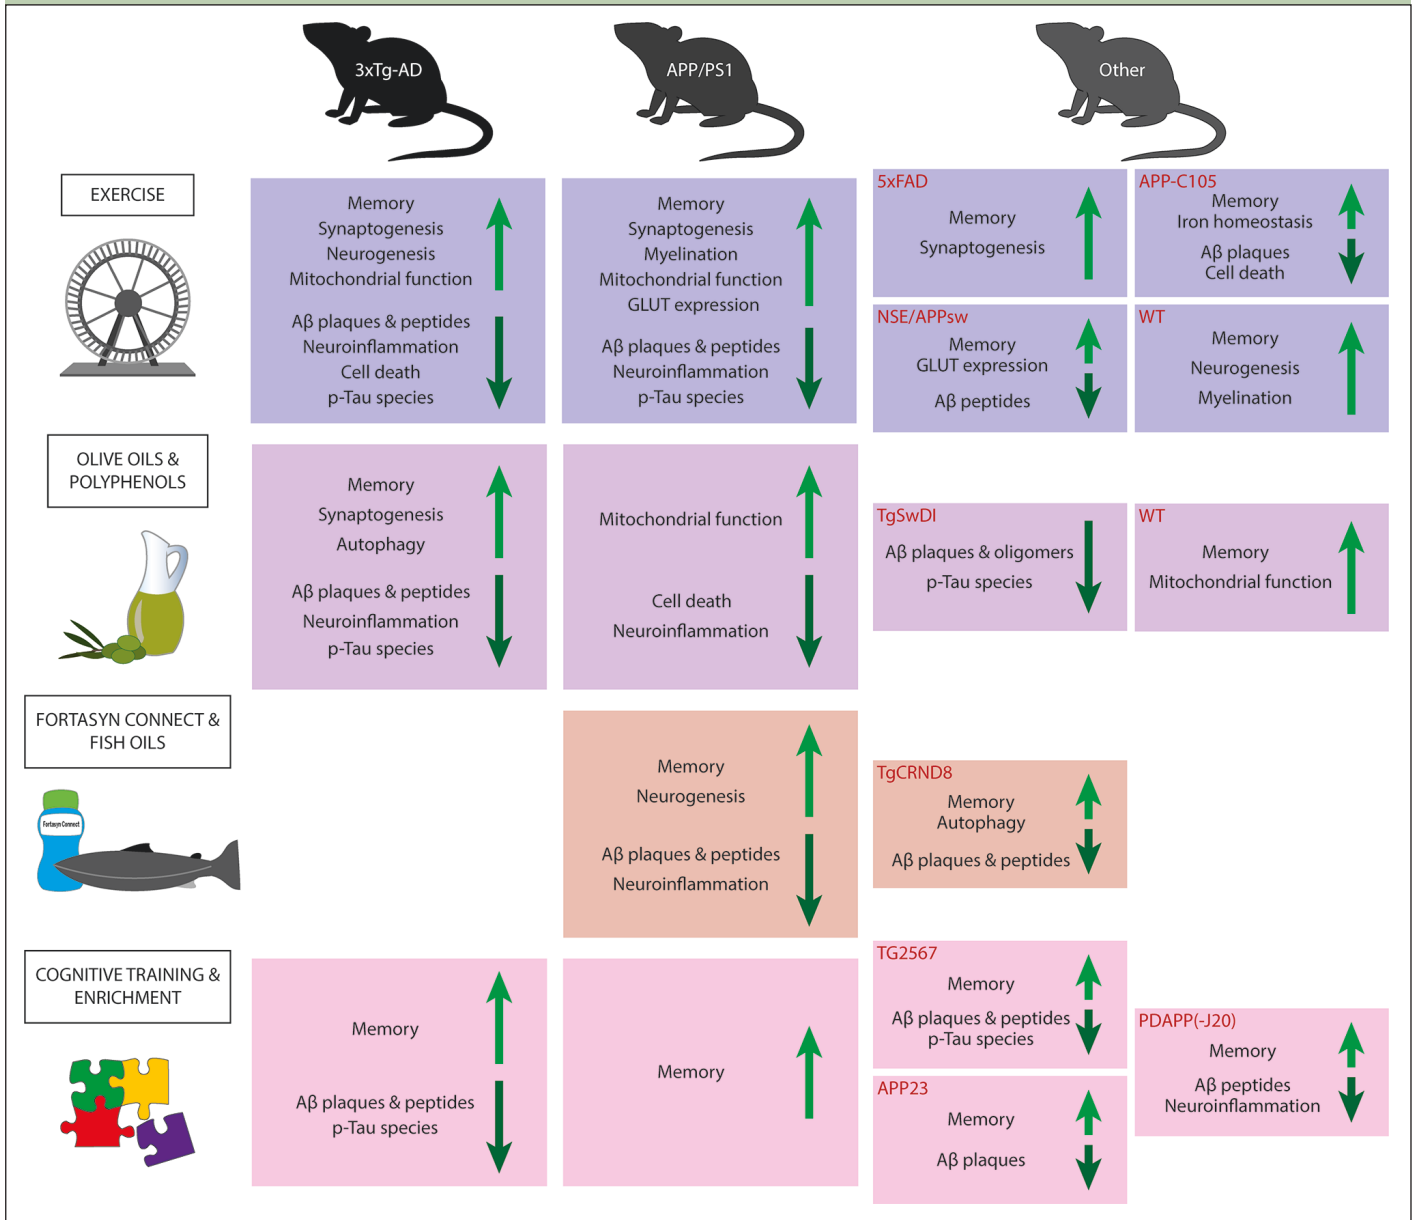 3xTg-AD
APP/PS1
Other
EXERCISE
Memory
Synaptogenesis
Neurogenesis
Mitochondrial function
Aβ plaques & peptides
Neuroinflammation
Cell death
p-Tau species
Memory
Synaptogenesis
Myelination
Mitochondrial function
GLUT expression
Aβ plaques & peptides
Neuroinflammation
p-Tau species
5xFAD
Memory
Synaptogenesis
APP-C105
Memory
Iron homeostasis
Aβ plaques
Cell death
NSE/APPsw
Memory
GLUT expression
Aβ peptides
WT
Memory
Neurogenesis
Myelination
OLIVE OILS &
POLYPHENOLS
Memory
Synaptogenesis
Autophagy
Aβ plaques & peptides
Neuroinflammation
p-Tau species
Mitochondrial function
Cell death
Neuroinflammation
TgSwDI
Aβ plaques & oligomers
p-Tau species
WT
Memory
Mitochondrial function
FORTASYN CONNECT &
FISH OILS
Fortasyn Connect
Memory
Neurogenesis
Aβ plaques & peptides
Neuroinflammation
TgCRND8
Memory
Autophagy
Aβ plaques & peptides
COGNITIVE TRAINING &
ENRICHMENT
Memory
Aβ plaques & peptides
p-Tau species
Memory
TG2567
Memory
Aβ plaques & peptides
p-Tau species
APP23
Memory
Aβ plaques
PDAPP(-J20)
Memory
Aβ peptides
Neuroinflammation